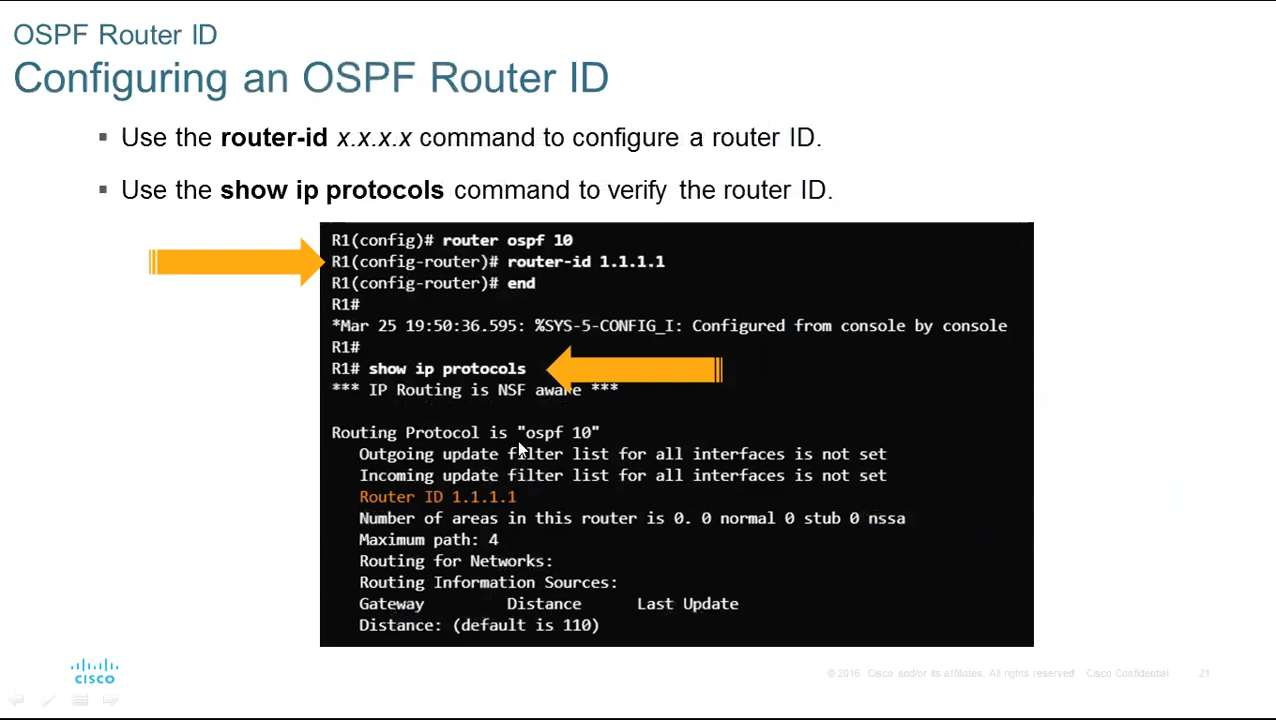 OSPF Router ID
Configuring an OSPF Router ID
▪ Use the router-id x.x.x.x command to configure a router ID.
▪ Use the show ip protocols command to verify the router ID.
R1(config)# router ospf 10
R1(config-router)# router-id 1.1.1.1
R1(config-router)# end
R1#
*Mar 25 19:50:36.595: %SYS-5-CONFIG_I: Configured from console by console
R1#
R1# show ip protocols
*** IP Routing is NSF aware ***
Routing Protocol is "ospf 10"
Outgoing update filter list for all interfaces is not set
Incoming update filter list for all interfaces is not set
Router ID 1.1.1.1
Number of areas in this router is 0. 0 normal 0 stub 0 nssa
Maximum path: 4
Routing for Networks:
Routing Information Sources:
Gateway Distance Last Update
Distance: (default is 110)
CISCO
© 2016 Cisco and/or its affiliates. All rights reserved. Cisco Confidential 21